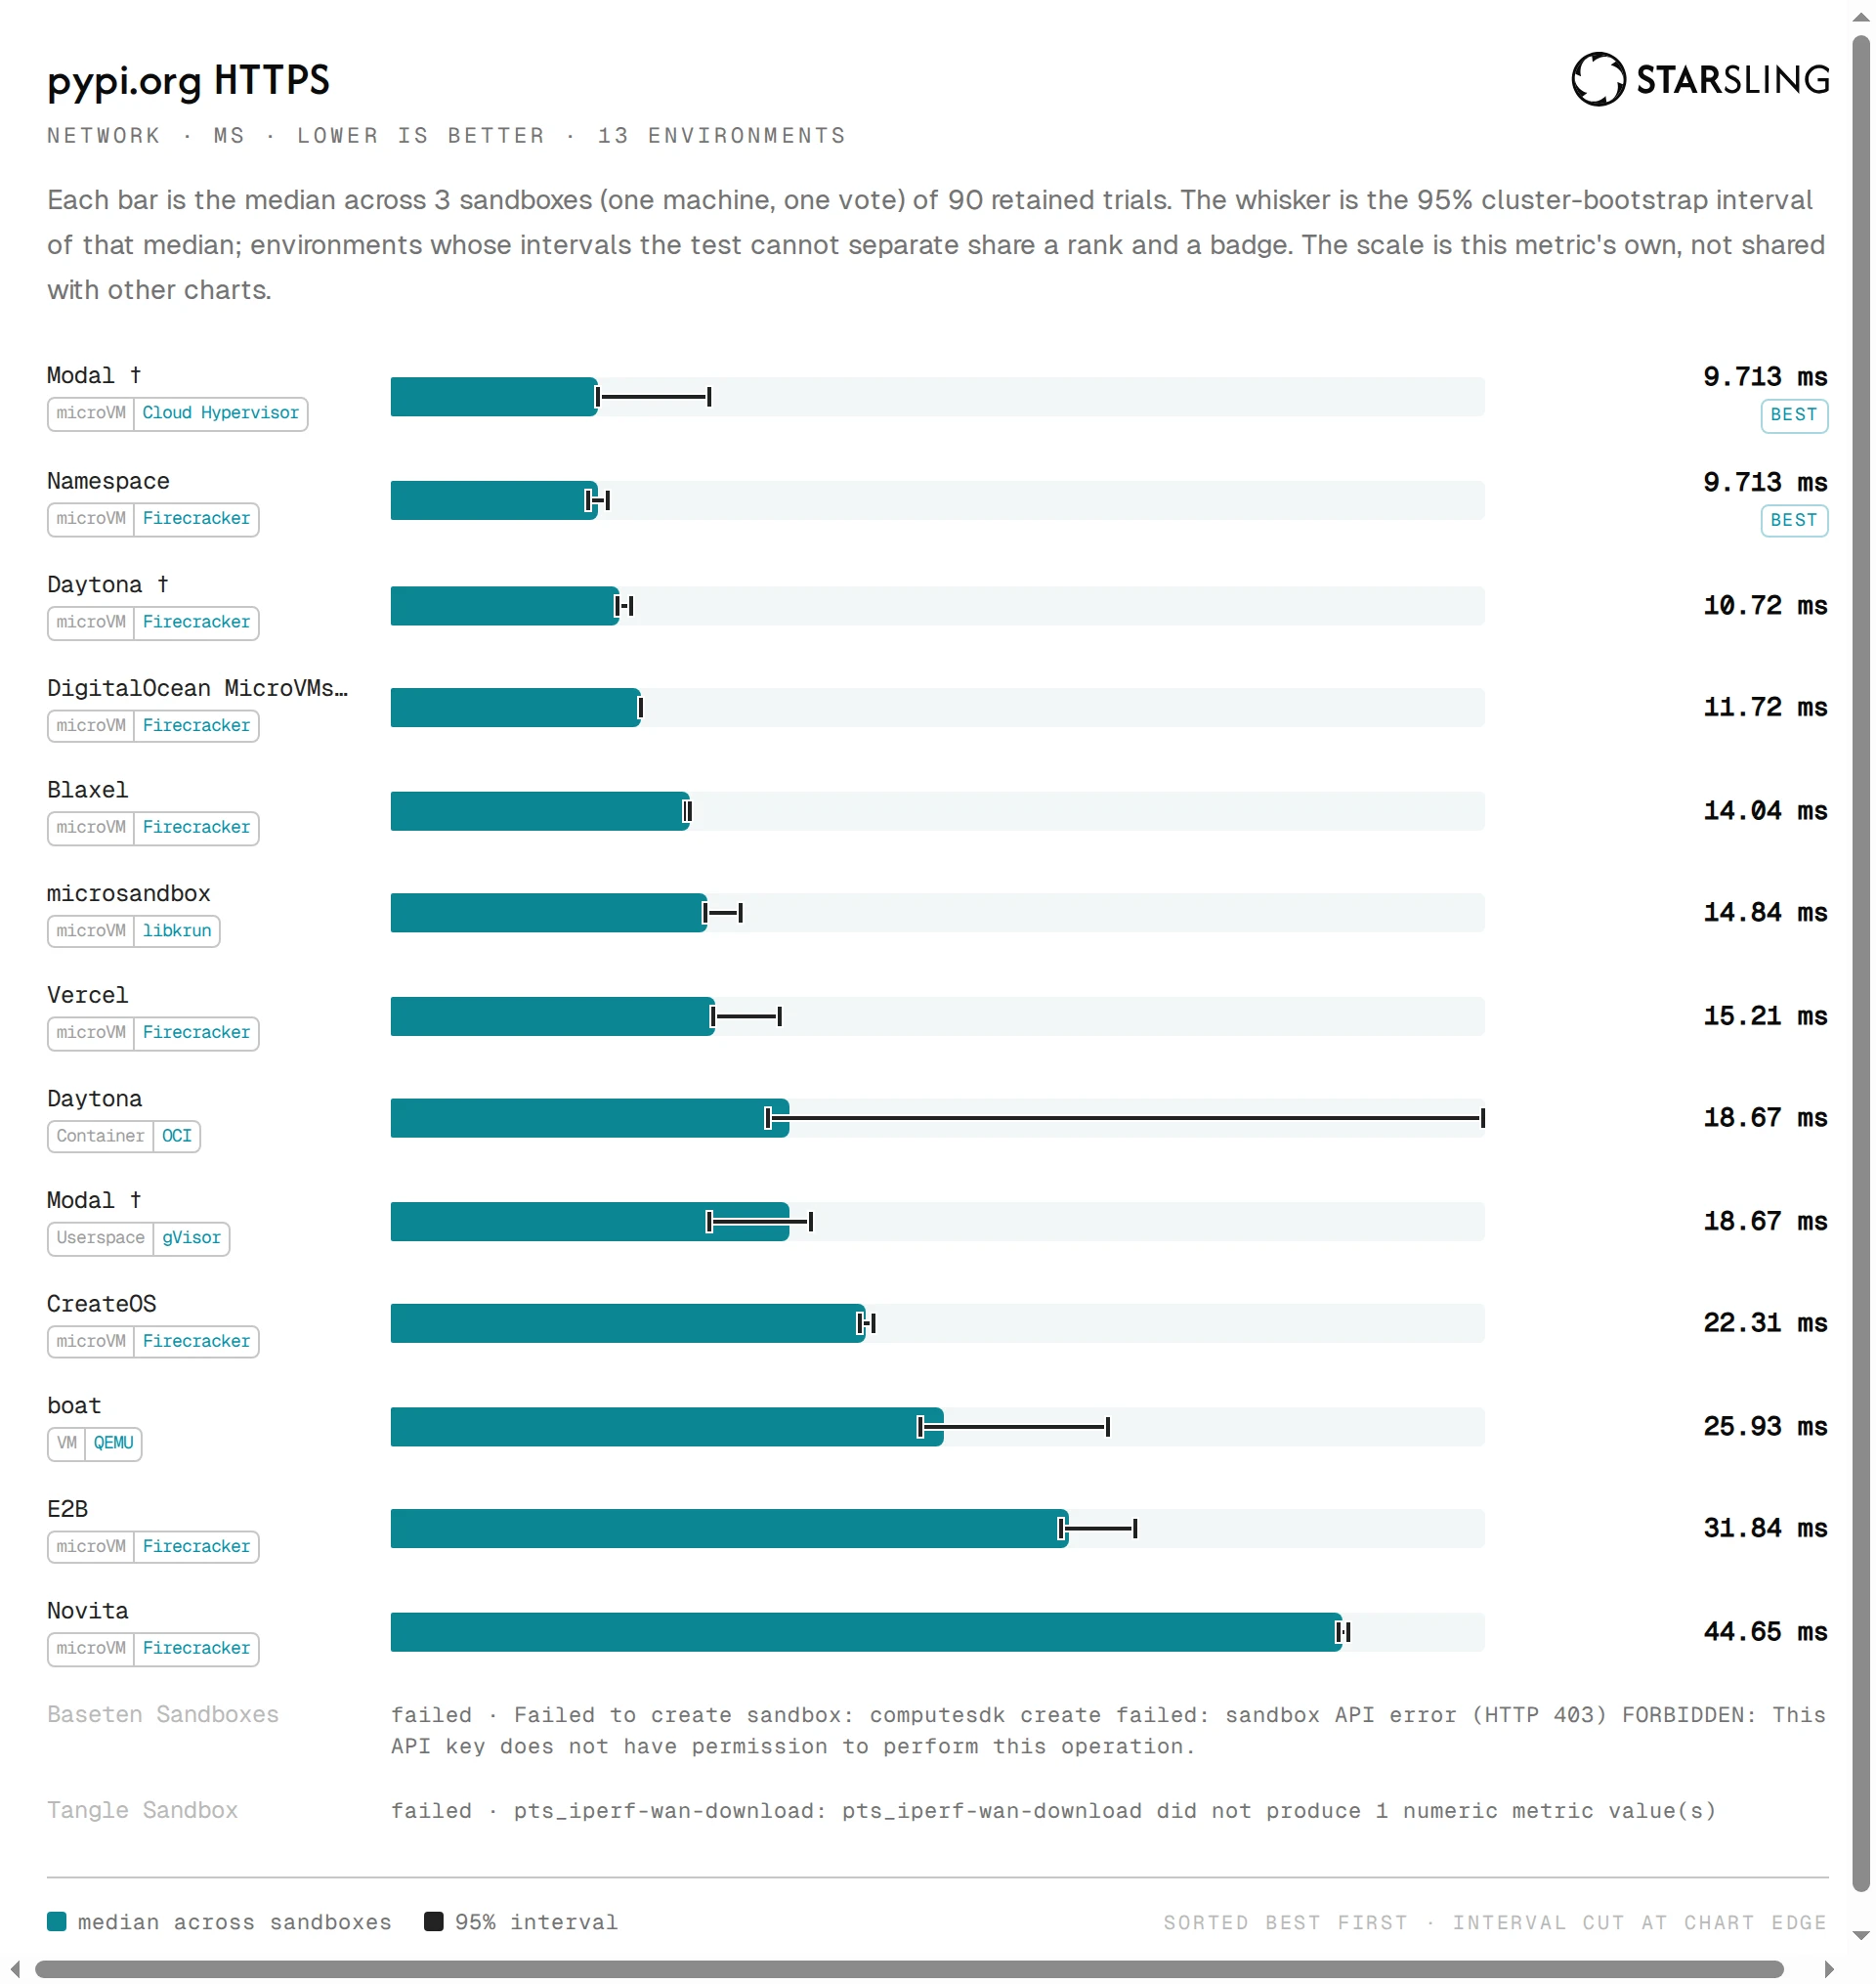 pypi.org HTTPS
STARSLING
NETWORK · MS · LOWER IS BETTER · 13 ENVIRONMENTS
Each bar is the median across 3 sandboxes (one machine, one vote) of 90 retained trials. The whisker is the 95% cluster-bootstrap interval
of that median; environments whose intervals the test cannot separate share a rank and a badge. The scale is this metric's own, not shared
with other charts.
Modal †
microVM Cloud Hypervisor
9.713 ms
BEST
Namespace
microVM Firecracker
9.713 ms
BEST
Daytona †
microVM Firecracker
10.72 ms
DigitalOcean MicroVMs…
microVM Firecracker
11.72 ms
Blaxel
microVM Firecracker
14.04 ms
microsandbox
microVM libkrun
14.84 ms
Vercel
microVM Firecracker
15.21 ms
Daytona
Container OCI
18.67 ms
Modal †
Userspace gVisor
18.67 ms
CreateOS
microVM Firecracker
22.31 ms
boat
VM QEMU
25.93 ms
E2B
microVM Firecracker
31.84 ms
Novita
microVM Firecracker
44.65 ms
Baseten Sandboxes
failed · Failed to create sandbox: computesdk create failed: sandbox API error (HTTP 403) FORBIDDEN: This
API key does not have permission to perform this operation.
Tangle Sandbox
failed · pts_iperf-wan-download: pts_iperf-wan-download did not produce 1 numeric metric value(s)
median across sandboxes
95% interval
SORTED BEST FIRST · INTERVAL CUT AT CHART EDGE